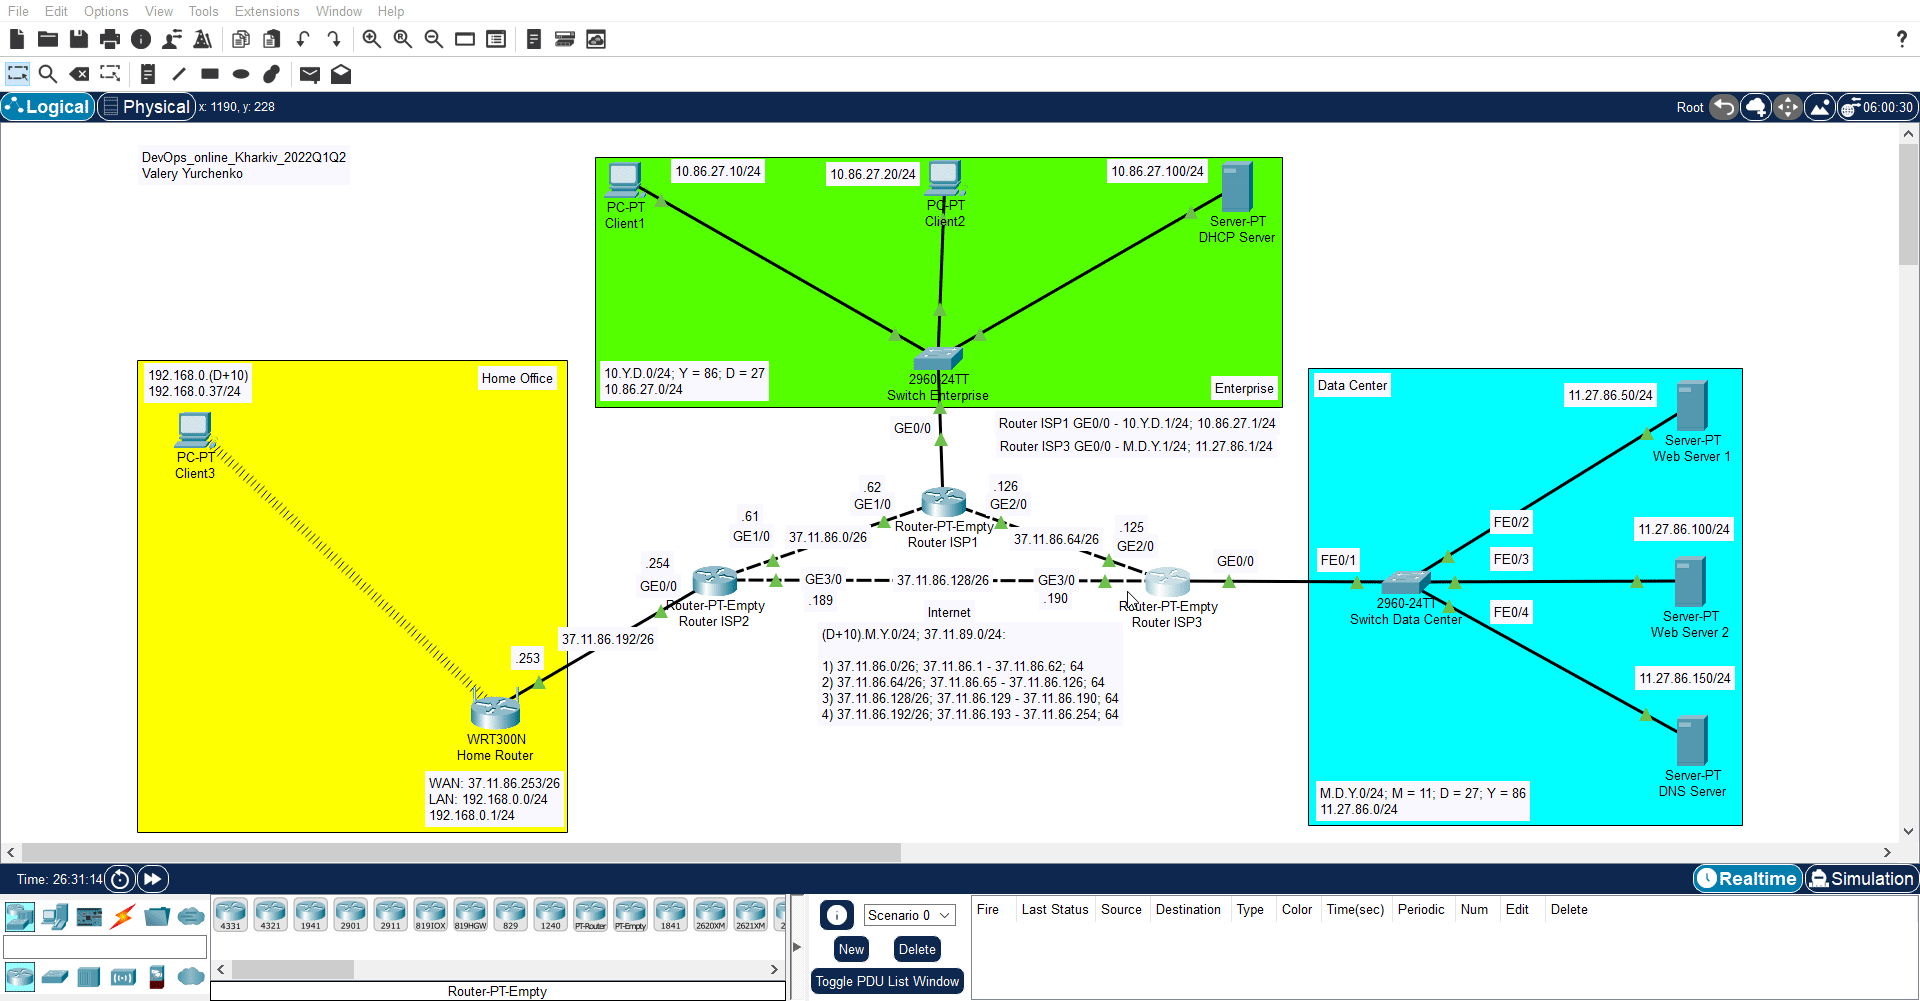 File Edit Options View Tools Extensions Window Help
?
Logical Physical x: 1190, y: 228 Root 06:00:30
DevOps_online_Kharkiv_2022Q1Q2
Valery Yurchenko
10.86.27.10/24
10.86.27.20/24
10.86.27.100/24
PC-PT
Client1
PC-PT
Client2
Server-PT
DHCP Server
10.Y.D.0/24; Y = 86; D = 27
10.86.27.0/24
2960-24TT
Switch Enterprise
Enterprise
192.168.0.(D+10)
192.168.0.37/24
Home Office
PC-PT
Client3
GE0/0
Router ISP1 GE0/0 - 10.Y.D.1/24; 10.86.27.1/24
Router ISP3 GE0/0 - M.D.Y.1/24; 11.27.86.1/24
.62
GE1/0
.126
GE2/0
Router-PT-Empty
Router ISP1
.61
GE1/0
37.11.86.0/26
37.11.86.64/26
.125
GE2/0
.254
GE0/0
GE3/0
.189
37.11.86.128/26
GE3/0
.190
GE0/0
Router-PT-Empty
Router ISP2
Router-PT-Empty
Router ISP3
37.11.86.192/26
.253
Internet
(D+10).M.Y.0/24; 37.11.89.0/24:
1) 37.11.86.0/26; 37.11.86.1 - 37.11.86.62; 64
2) 37.11.86.64/26; 37.11.86.65 - 37.11.86.126; 64
3) 37.11.86.128/26; 37.11.86.129 - 37.11.86.190; 64
4) 37.11.86.192/26; 37.11.86.193 - 37.11.86.254; 64
WRT300N
Home Router
WAN: 37.11.86.253/26
LAN: 192.168.0.0/24
192.168.0.1/24
Data Center
11.27.86.50/24
Server-PT
Web Server 1
FE0/2
11.27.86.100/24
FE0/1
FE0/3
2960-24TT
Switch Data Center
FE0/4
Server-PT
Web Server 2
11.27.86.150/24
Server-PT
DNS Server
M.D.Y.0/24; M = 11; D = 27; Y = 86
11.27.86.0/24
Time: 26:31:14 Realtime Simulation
4331 4321 1941 2901 2911 819IOX 819HGW 829 1240 PT-Router PT-Empty 1841 2620XM 2621XM 2
Router-PT-Empty
Scenario 0
New Delete
Toggle PDU List Window
Fire Last Status Source Destination Type Color Time(sec) Periodic Num Edit Delete